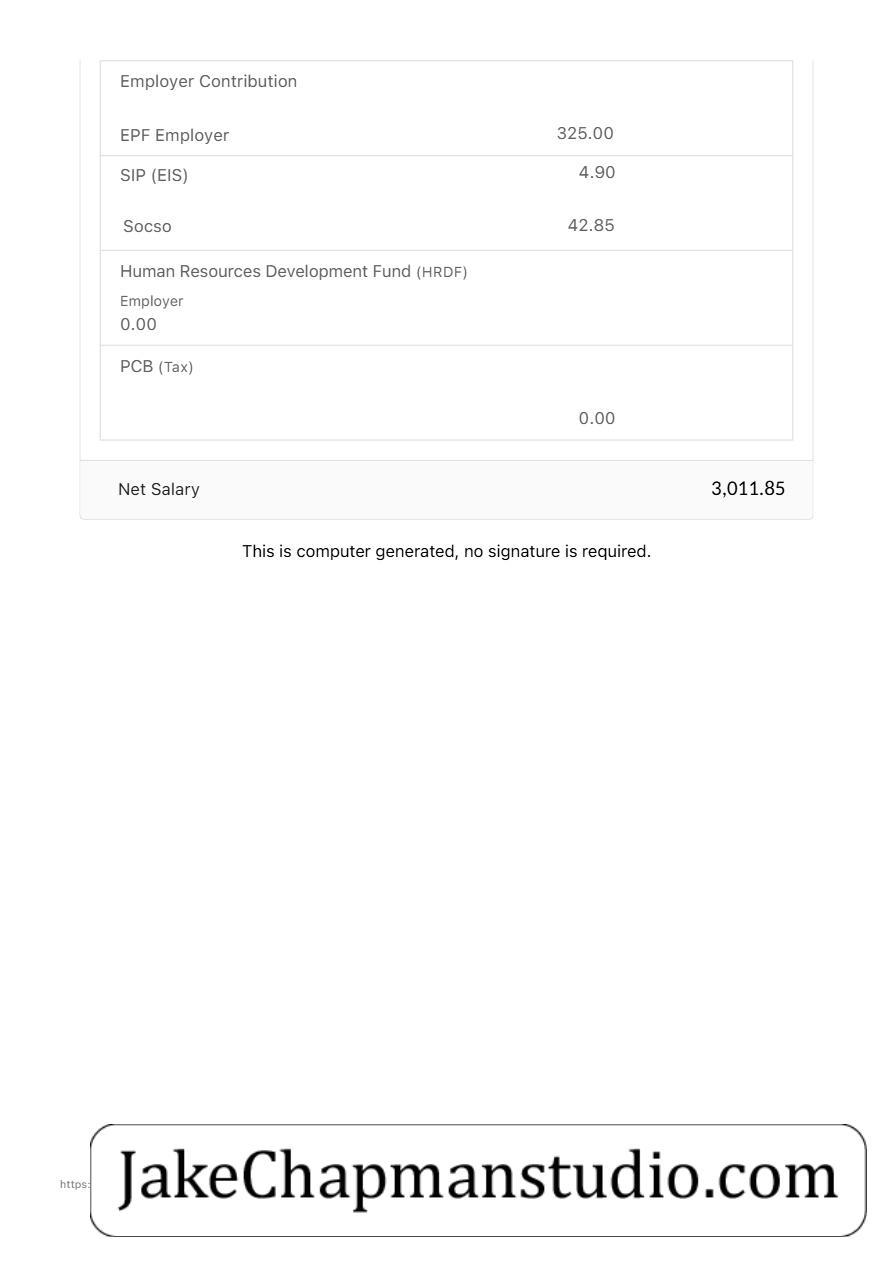 Employer Contribution
EPF Employer 325.00
SIP (EIS) 4.90
Socso 42.85
Human Resources Development Fund (HRDF)
Employer
0.00
PCB (Tax)
0.00
Net Salary 3,011.85
This is computer generated, no signature is required.
https:
JakeChapmanstudio.com